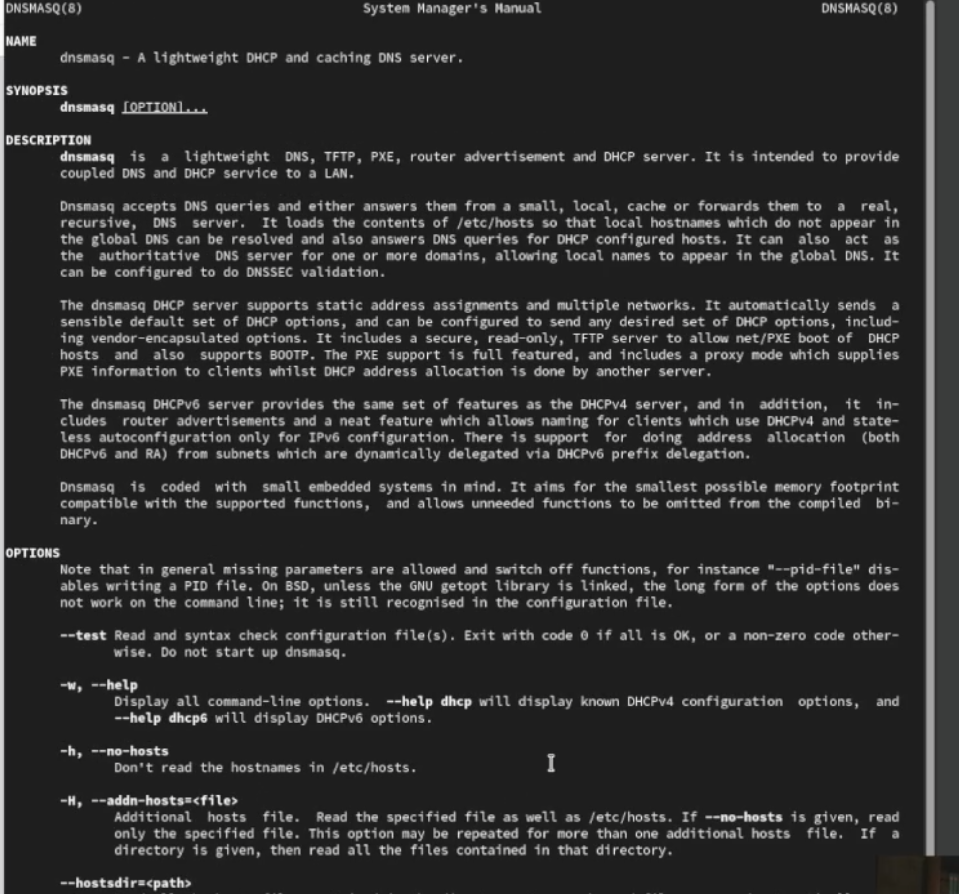 DNSMASQ(8) System Manager's Manual DNSMASQ(8)
NAME
dnsmasq - A lightweight DHCP and caching DNS server.
SYNOPSIS
dnsmasq [OPTION]...
DESCRIPTION
dnsmasq is a lightweight DNS, TFTP, PXE, router advertisement and DHCP server. It is intended to provide
coupled DNS and DHCP service to a LAN.
Dnsmasq accepts DNS queries and either answers them from a small, local, cache or forwards them to a real,
recursive, DNS server. It loads the contents of /etc/hosts so that local hostnames which do not appear in
the global DNS can be resolved and also answers DNS queries for DHCP configured hosts. It can also act as
the authoritative DNS server for one or more domains, allowing local names to appear in the global DNS. It
can be configured to do DNSSEC validation.
The dnsmasq DHCP server supports static address assignments and multiple networks. It automatically sends a
sensible default set of DHCP options, and can be configured to send any desired set of DHCP options, includ-
ing vendor-encapsulated options. It includes a secure, read-only, TFTP server to allow net/PXE boot of DHCP
hosts and also supports BOOTP. The PXE support is full featured, and includes a proxy mode which supplies
PXE information to clients whilst DHCP address allocation is done by another server.
The dnsmasq DHCPv6 server provides the same set of features as the DHCPv4 server, and in addition, it in-
cludes router advertisements and a neat feature which allows naming for clients which use DHCPv4 and state-
less autoconfiguration only for IPv6 configuration. There is support for doing address allocation (both
DHCPv6 and RA) from subnets which are dynamically delegated via DHCPv6 prefix delegation.
Dnsmasq is coded with small embedded systems in mind. It aims for the smallest possible memory footprint
compatible with the supported functions, and allows unneeded functions to be omitted from the compiled bi-
nary.
OPTIONS
Note that in general missing parameters are allowed and switch off functions, for instance "--pid-file" dis-
ables writing a PID file. On BSD, unless the GNU getopt library is linked, the long form of the options does
not work on the command line; it is still recognised in the configuration file.
--test Read and syntax check configuration file(s). Exit with code 0 if all is OK, or a non-zero code other-
wise. Do not start up dnsmasq.
-w, --help
Display all command-line options. --help dhcp will display known DHCPv4 configuration options, and
--help dhcp6 will display DHCPv6 options.
-h, --no-hosts
Don't read the hostnames in /etc/hosts.
-H, --addn-hosts=<file>
Additional hosts file. Read the specified file as well as /etc/hosts. If --no-hosts is given, read
only the specified file. This option may be repeated for more than one additional hosts file. If a
directory is given, then read all the files contained in that directory.
--hostsdir=<path>